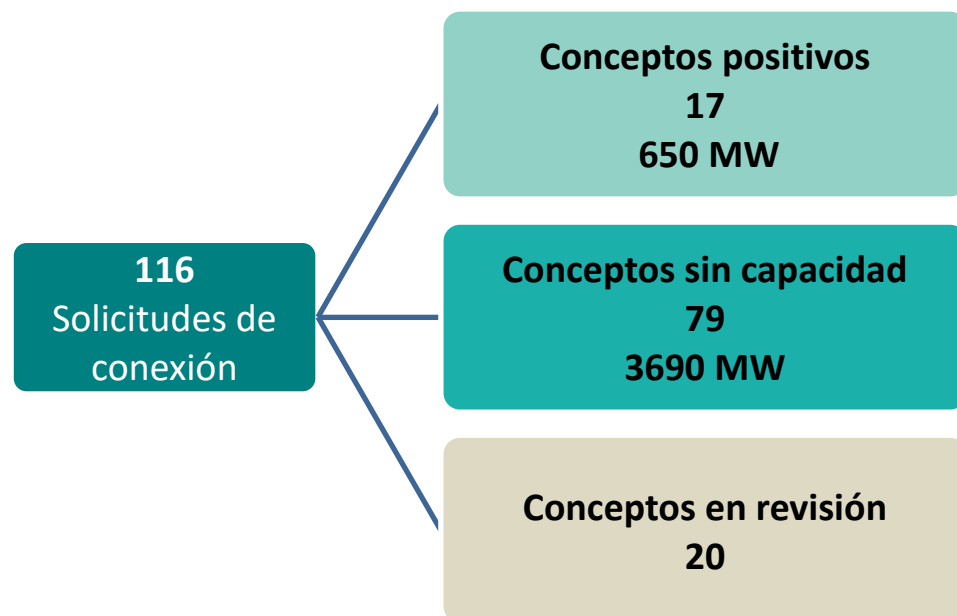 116
Solicitudes de
conexión
Conceptos positivos
17
650 MW
Conceptos sin capacidad
79
3690 MW
Conceptos en revisión
20